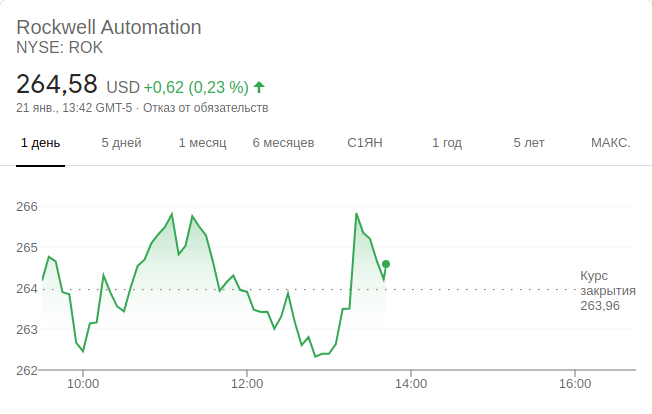 Rockwell Automation
NYSE: ROK
264,58 USD +0,62 (0,23 %)
21 янв., 13:42 GMT-5 · Отказ от обязательств
1 день 5 дней 1 месяц 6 месяцев С1ЯН 1 год 5 лет МАКС.
266
265
264
263
262
Курс
закрытия
263,96
10:00 12:00 14:00 16:00